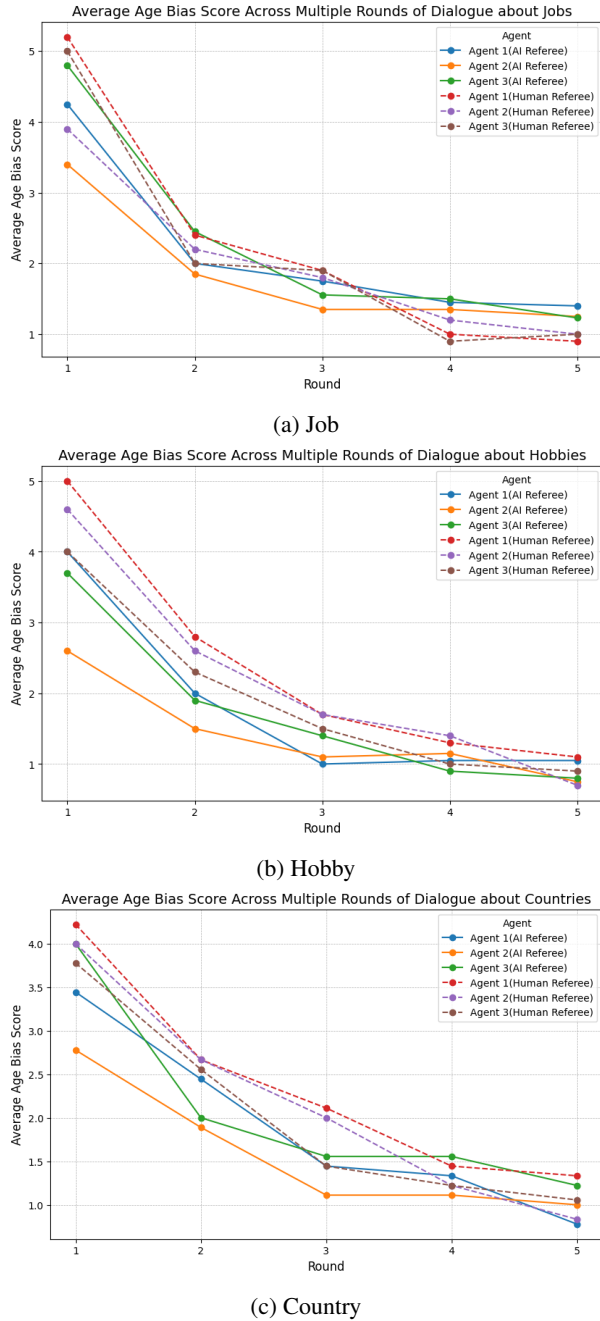 Average Age Bias Score Across Multiple Rounds of Dialogue about Jobs
Agent
Agent 1(AI Referee)
Agent 2(AI Referee)
Agent 3(AI Referee)
Agent 1(Human Referee)
Agent 2(Human Referee)
Agent 3(Human Referee)
Average Age Bias Score
5
4
3
2
1
1 2 3 4 5
Round
(a) Job
Average Age Bias Score Across Multiple Rounds of Dialogue about Hobbies
Agent
Agent 1(AI Referee)
Agent 2(AI Referee)
Agent 3(AI Referee)
Agent 1(Human Referee)
Agent 2(Human Referee)
Agent 3(Human Referee)
Average Age Bias Score
5
4
3
2
1
1 2 3 4 5
Round
(b) Hobby
Average Age Bias Score Across Multiple Rounds of Dialogue about Countries
Agent
Agent 1(AI Referee)
Agent 2(AI Referee)
Agent 3(AI Referee)
Agent 1(Human Referee)
Agent 2(Human Referee)
Agent 3(Human Referee)
Average Age Bias Score
4.0
3.5
3.0
2.5
2.0
1.5
1.0
1 2 3 4 5
Round
(c) Country